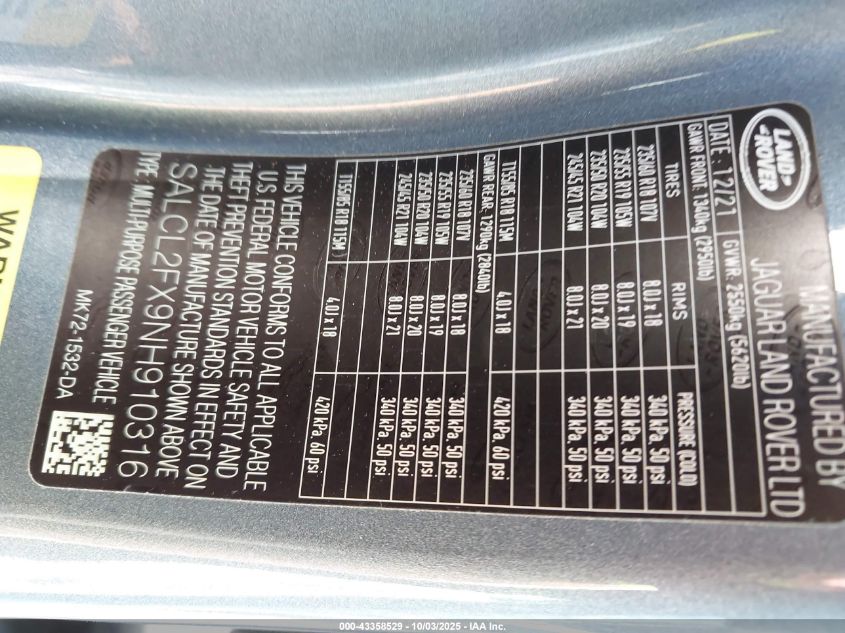 LAND-
ROVER
MANUFACTURED BY
JAGUAR LAND ROVER LTD
DATE: 12/21 GVWR: 2550kg (5620lb)
GAWR FRONT: 1340kg (2950lb)
TIRES RIMS PRESSURE (COLD)
235/60 R18 107V 8.0J x 18 340 kPa, 50 psi
235/55 R19 105W 8.0J x 19 340 kPa, 50 psi
235/50 R20 104W 8.0J x 20 340 kPa, 50 psi
245/45 R21 104W 8.0J x 21 340 kPa, 50 psi
T155/85 R18 115M 4.0J x 18 420 kPa, 60 psi
GAWR REAR: 1290kg (2840lb)
235/60 R18 107V 8.0J x 18 340 kPa, 50 psi
235/55 R19 105W 8.0J x 19 340 kPa, 50 psi
235/50 R20 104W 8.0J x 20 340 kPa, 50 psi
245/45 R21 104W 8.0J x 21 340 kPa, 50 psi
T155/85 R18 115M 4.0J x 18 420 kPa, 60 psi
THIS VEHICLE CONFORMS TO ALL APPLICABLE
U.S. FEDERAL MOTOR VEHICLE SAFETY AND
THEFT PREVENTION STANDARDS IN EFFECT ON
THE DATE OF MANUFACTURE SHOWN ABOVE
SALCL2FX9NH910316
TYPE: MULTI-PURPOSE PASSENGER VEHICLE
MK72-1532-DA
000-43358529 - 10/03/2025 - IAA Inc.